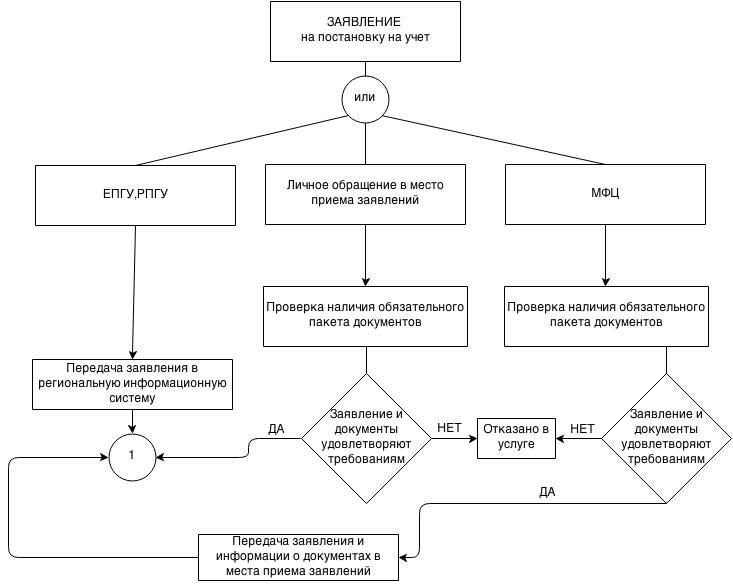 ЗАЯВЛЕНИЕ
на постановку на учет
или
ЕПГУ,РПГУ
Личное обращение в место
приема заявлений
МФЦ
Проверка наличия обязательного
пакета документов
Проверка наличия обязательного
пакета документов
Передача заявления в
региональную информационную
систему
Заявление и
документы
удовлетворяют
требованиям
Заявление и
документы
удовлетворяют
требованиям
ДА
НЕТ
Отказано в
услуге
НЕТ
1
ДА
Передача заявления и
информации о документах в
места приема заявлений